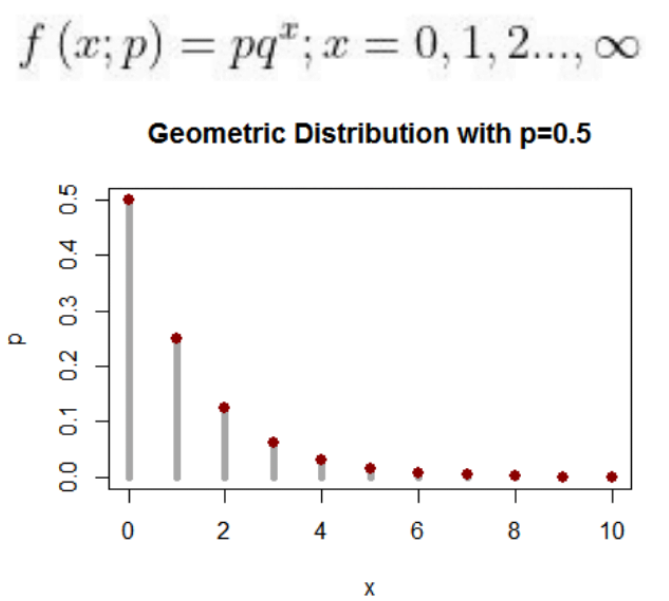 f (x; p) = pqˣ; x = 0, 1, 2..., ∞
Geometric Distribution with p=0.5
0.5
0.4
0.3
0.2
0.1
0.0
p
0 2 4 6 8 10
x